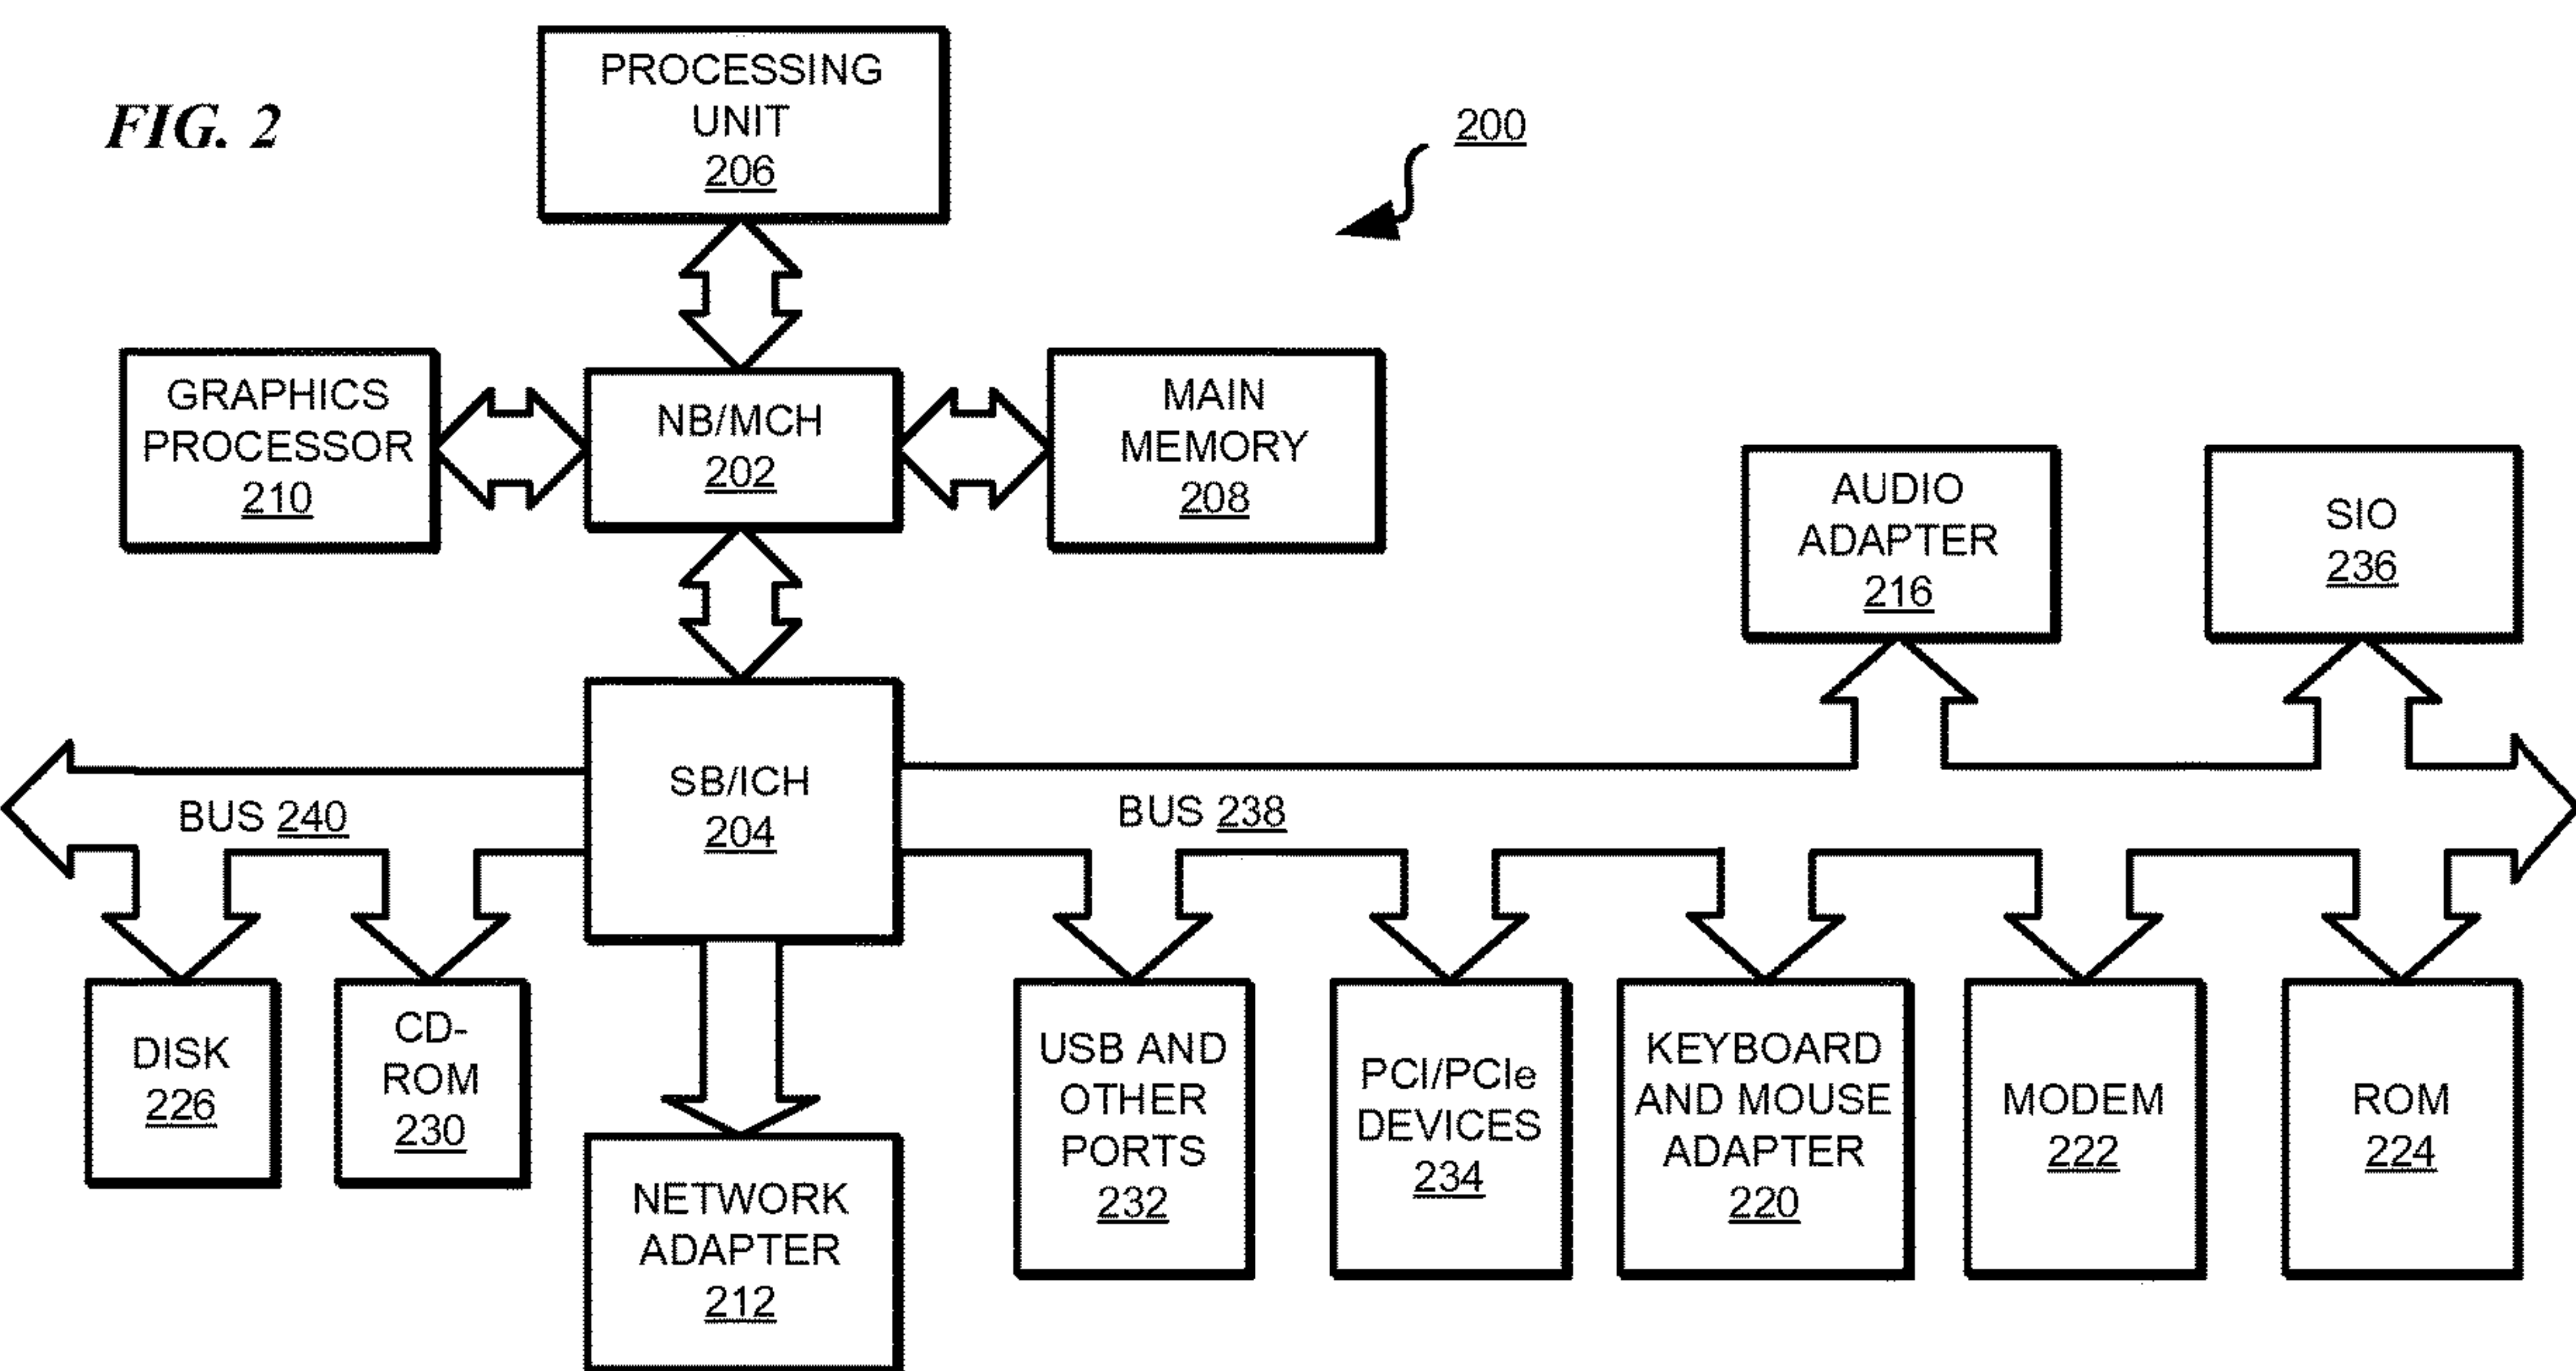 FIG. 2
PROCESSING
UNIT
206
200
GRAPHICS
PROCESSOR
210
NB/MCH
202
MAIN
MEMORY
208
AUDIO
ADAPTER
216
SIO
236
SB/ICH
204
BUS 240
BUS 238
DISK
226
CD-
ROM
230
NETWORK
ADAPTER
212
USB AND
OTHER
PORTS
232
PCI/PCIe
DEVICES
234
KEYBOARD
AND MOUSE
ADAPTER
220
MODEM
222
ROM
224